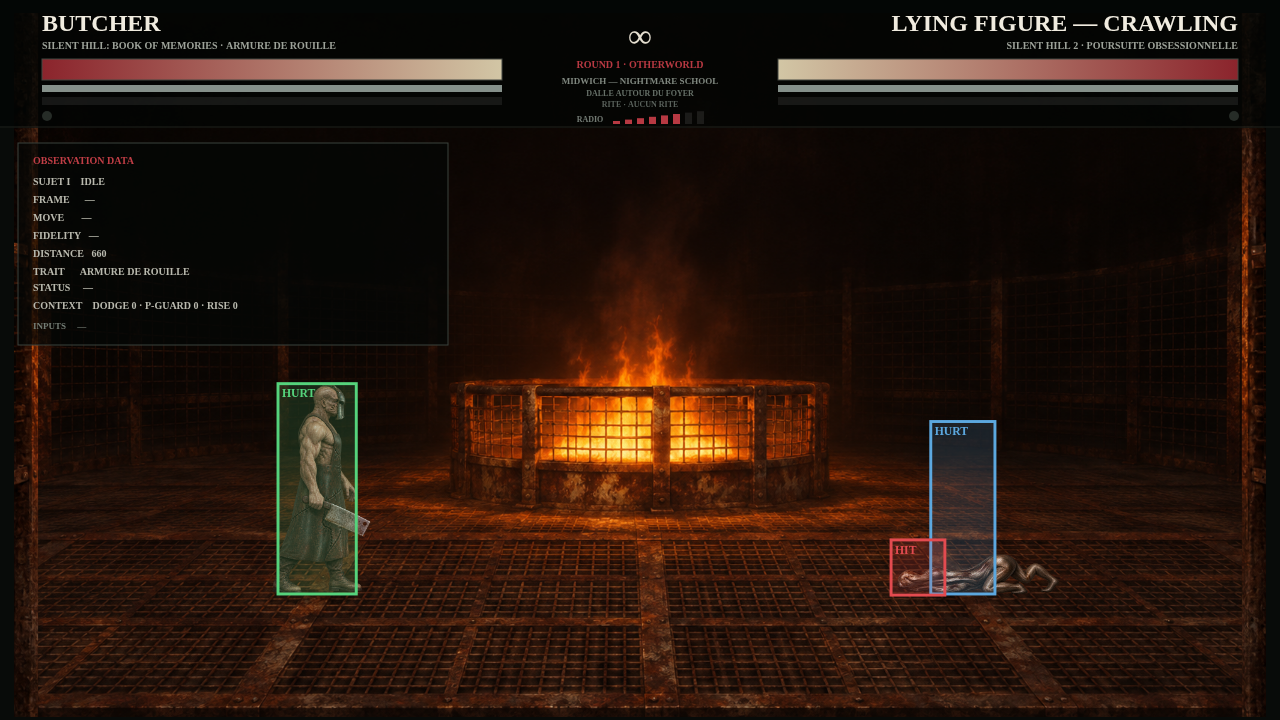 BUTCHER
SILENT HILL: BOOK OF MEMORIES · ARMURE DE ROUILLE
∞
ROUND 1 · OTHERWORLD
MIDWICH — NIGHTMARE SCHOOL
DALLE AUTOUR DU FOYER
RITE · AUCUN RITE
RADIO
LYING FIGURE — CRAWLING
SILENT HILL 2 · POURSUITE OBSESSIONNELLE
OBSERVATION DATA
SUJET I IDLE
FRAME —
MOVE —
FIDELITY —
DISTANCE 660
TRAIT ARMURE DE ROUILLE
STATUS —
CONTEXT DODGE 0 · P-GUARD 0 · RISE 0
INPUTS —
HURT
HURT
HIT